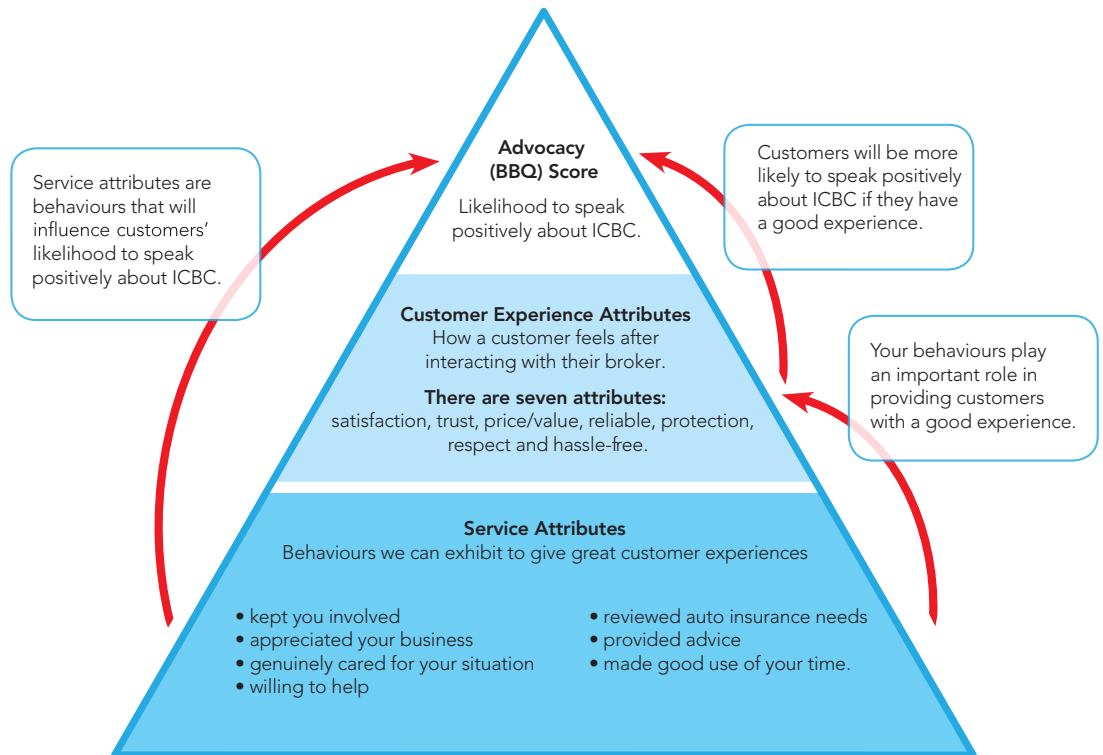 Advocacy
(BBQ) Score
Likelihood to speak
positively about ICBC.
Service attributes are
behaviours that will
influence customers’
likelihood to speak
positively about ICBC.
Customers will be more
likely to speak positively
about ICBC if they have
a good experience.
Customer Experience Attributes
How a customer feels after
interacting with their broker.
There are seven attributes:
satisfaction, trust, price/value, reliable, protection,
respect and hassle-free.
Your behaviours play
an important role in
providing customers
with a good experience.
Service Attributes
Behaviours we can exhibit to give great customer experiences
• kept you involved
• appreciated your business
• genuinely cared for your situation
• willing to help
• reviewed auto insurance needs
• provided advice
• made good use of your time.